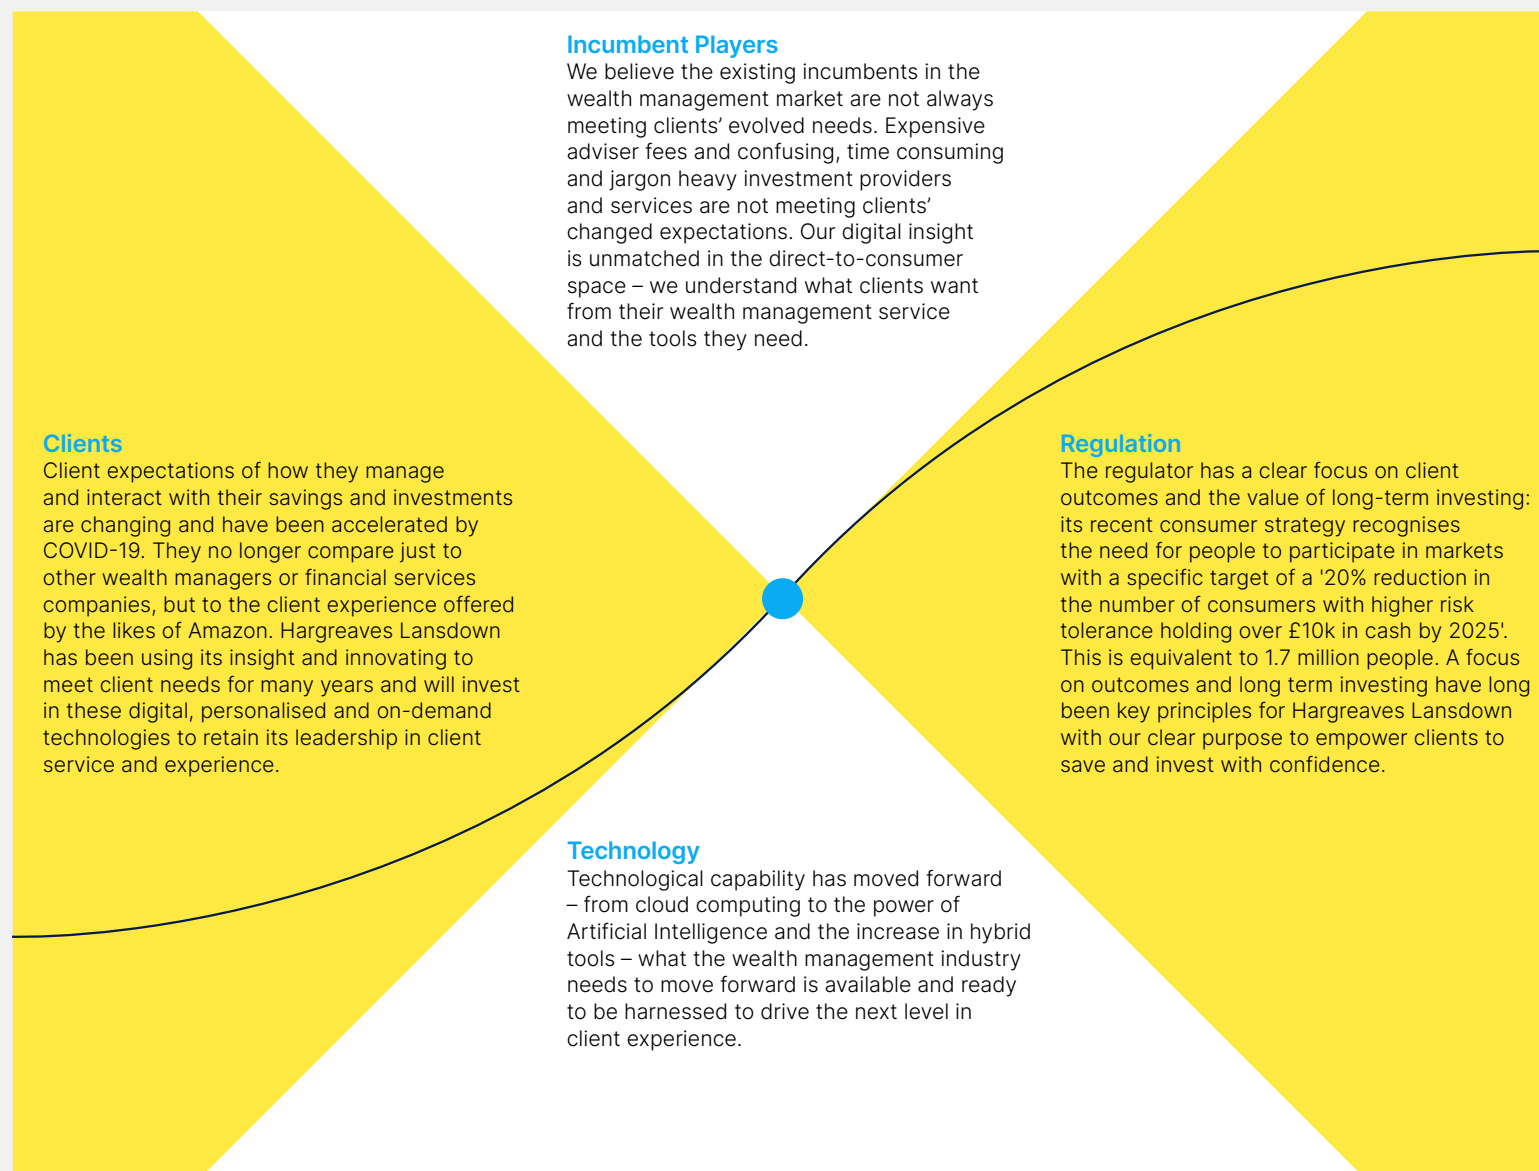 Incumbent Players
We believe the existing incumbents in the
wealth management market are not always
meeting clients’ evolved needs. Expensive
adviser fees and confusing, time consuming
and jargon heavy investment providers
and services are not meeting clients’
changed expectations. Our digital insight
is unmatched in the direct-to-consumer
space – we understand what clients want
from their wealth management service
and the tools they need.
Clients
Client expectations of how they manage
and interact with their savings and investments
are changing and have been accelerated by
COVID-19. They no longer compare just to
other wealth managers or financial services
companies, but to the client experience offered
by the likes of Amazon. Hargreaves Lansdown
has been using its insight and innovating to
meet client needs for many years and will invest
in these digital, personalised and on-demand
technologies to retain its leadership in client
service and experience.
Regulation
The regulator has a clear focus on client
outcomes and the value of long-term investing:
its recent consumer strategy recognises
the need for people to participate in markets
with a specific target of a '20% reduction in
the number of consumers with higher risk
tolerance holding over £10k in cash by 2025'.
This is equivalent to 1.7 million people. A focus
on outcomes and long term investing have long
been key principles for Hargreaves Lansdown
with our clear purpose to empower clients to
save and invest with confidence.
Technology
Technological capability has moved forward
– from cloud computing to the power of
Artificial Intelligence and the increase in hybrid
tools – what the wealth management industry
needs to move forward is available and ready
to be harnessed to drive the next level in
client experience.